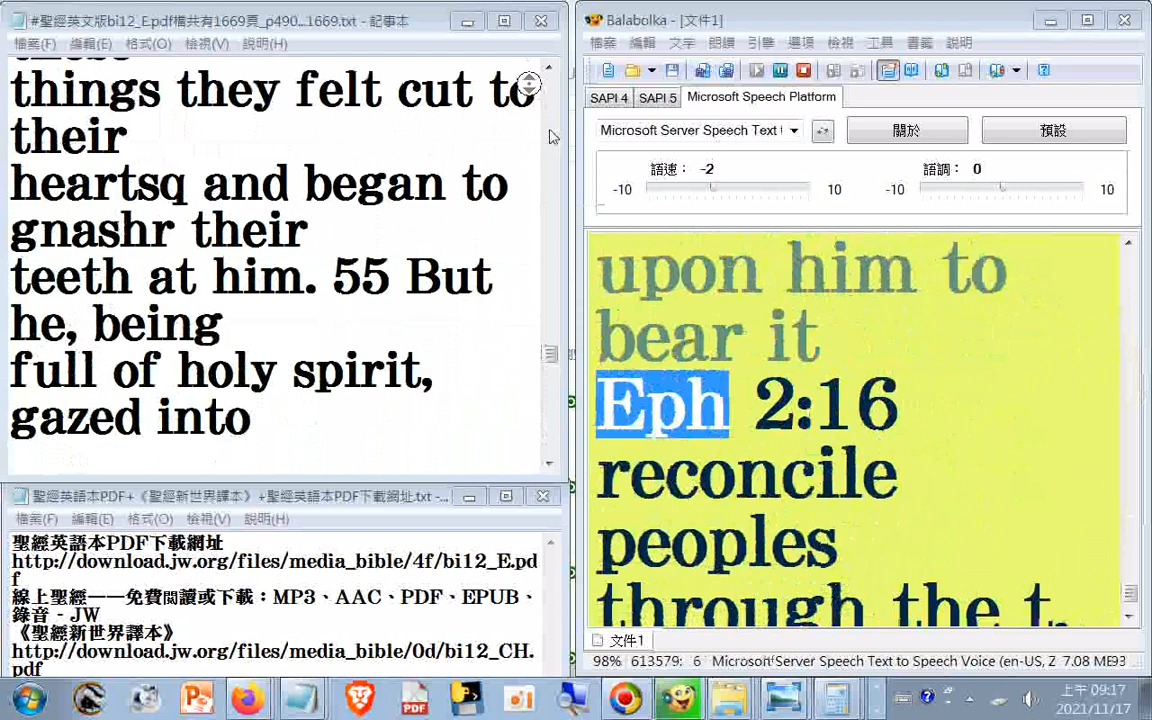 #聖經英文版bi12_E.pdf檔共有1669頁_p490...1669.txt - 記事本
檔案(F) 編輯(E) 格式(O) 檢視(V) 說明(H)
these
things they felt cut to
their
heartsq and began to
gnashr their
teeth at him. 55 But
he, being
full of holy spirit,
gazed into
聖經英語本PDF+《聖經新世界譯本》+聖經英語本PDF下載網址.txt -...
檔案(F) 編輯(E) 格式(O) 檢視(V) 說明(H)
聖經英語本PDF下載網址
http://download.jw.org/files/media_bible/4f/bi12_E.pd
f
線上聖經——免費閱讀或下載：MP3、AAC、PDF、EPUB、
錄音 - JW
《聖經新世界譯本》
http://download.jw.org/files/media_bible/0d/bi12_CH.
pdf
Balabolka - [文件1]
檔案 編輯 文字 朗讀 引擎 選項 檢視 工具 書籤 說明
SAPI 4 SAPI 5 Microsoft Speech Platform
Microsoft Server Speech Text 關於 預設
語速： -2 語調： 0
-10 10 -10 10
upon him to
bear it
Eph 2:16
reconcile
peoples
through the t.
文件1
98% 613579: 6 Microsoft Server Speech Text to Speech Voice (en-US, Z 7.08 MB 93
PDF
上午 09:17
2021/11/17